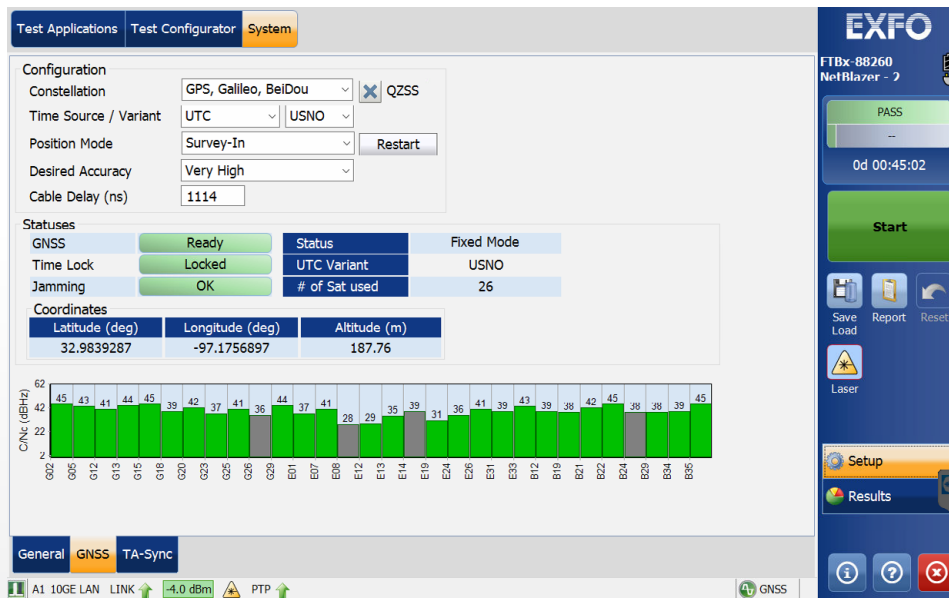 Test Applications Test Configurator System
EXFO
FTBx-88260
NetBlazer - 2
Configuration
Constellation GPS, Galileo, BeiDou QZSS
Time Source / Variant UTC USNO
Position Mode Survey-In Restart
Desired Accuracy Very High
Cable Delay (ns) 1114
PASS
--
0d 00:45:02
Start
Statuses
GNSS Ready Status Fixed Mode
Time Lock Locked UTC Variant USNO
Jamming OK # of Sat used 26
Coordinates
Latitude (deg) Longitude (deg) Altitude (m)
32.9839287 -97.1756897 187.76
Save Load Report Reset
Laser
C/Nc (dBHz)
62
42
22
2
45 43 41 44 45 39 42 37 41 36 44 37 41 28 29 35 39 31 36 41 39 43 39 38 42 45 38 38 39 45
G02 G05 G12 G13 G15 G18 G20 G23 G25 G26 G29 E01 E07 E08 E12 E13 E14 E19 E24 E26 E31 E33 B12 B19 B21 B22 B24 B29 B34 B35
Setup
Results
General GNSS TA-Sync
A1 10GE LAN LINK -4.0 dBm PTP GNSS